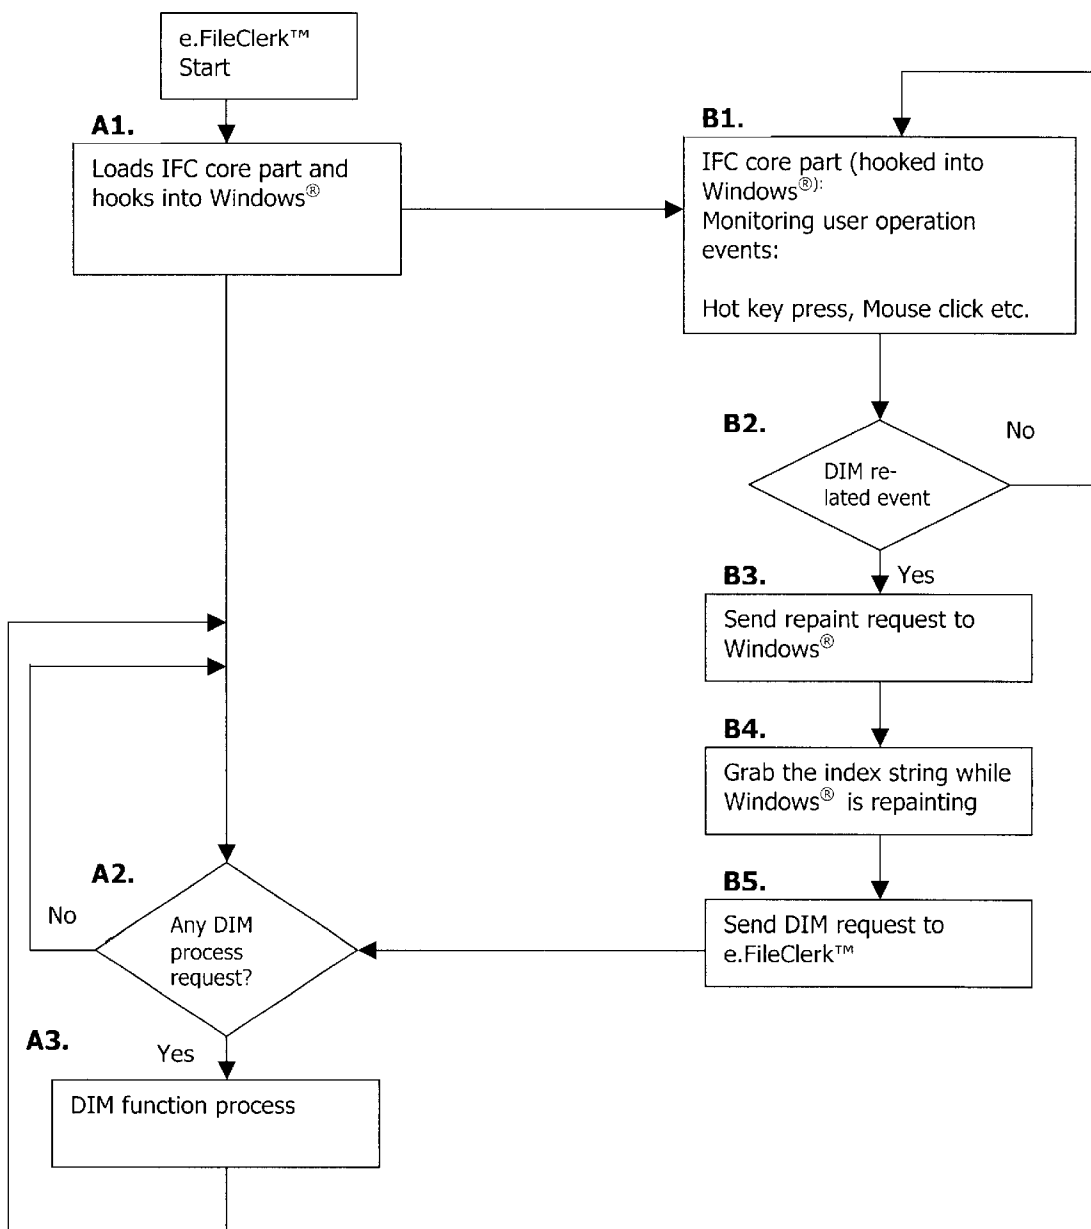 e.FileClerk™
Start
A1.
Loads IFC core part and
hooks into Windows®
B1.
IFC core part (hooked into
Windows®):
Monitoring user operation
events:
Hot key press, Mouse click etc.
B2.
No
DIM re-
lated event
Yes
B3.
Send repaint request to
Windows®
B4.
Grab the index string while
Windows® is repainting
B5.
Send DIM request to
e.FileClerk™
A2.
No
Any DIM
process
request?
A3.
Yes
DIM function process